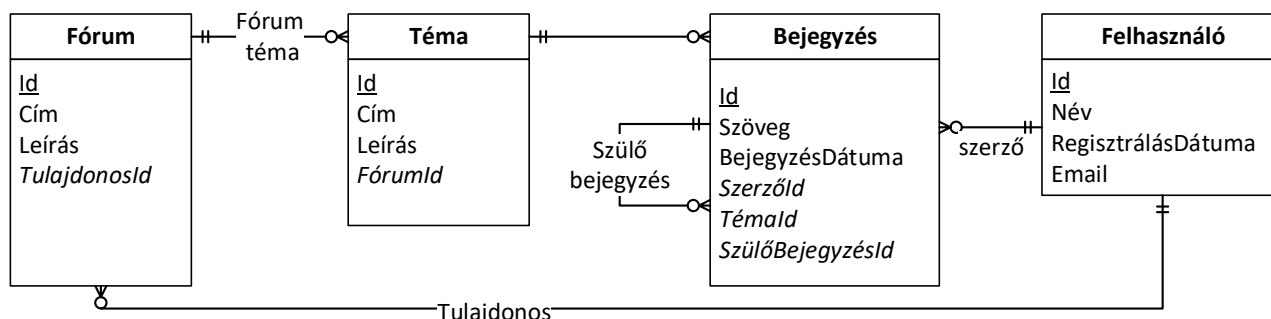 Fórum
Id
Cím
Leírás
TulajdonosId
Fórum
téma
Téma
Id
Cím
Leírás
FórumId
Bejegyzés
Id
Szöveg
BejegyzésDátuma
SzerzőId
TémaId
SzülőBejegyzésId
Szülő
bejegyzés
szerző
Felhasználó
Id
Név
RegisztrálásDátuma
Email
Tulajdonos